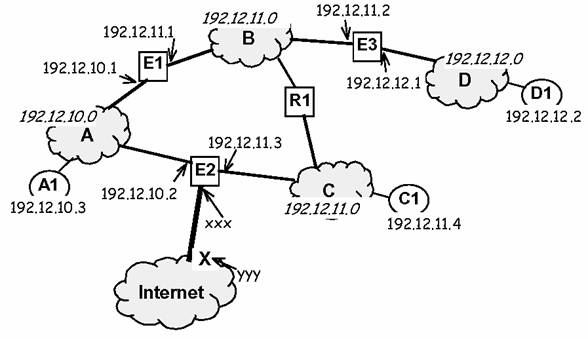 192.12.11.2
192.12.11.0
192.12.11.1
B
E3
E1
192.12.12.0
192.12.10.1
192.12.12.1
D
D1
R1
192.12.12.2
192.12.10.0
A
192.12.11.3
E2
A1
192.12.10.2
C
C1
192.12.10.3
192.12.11.0
192.12.11.4
xxx
X
yyy
Internet